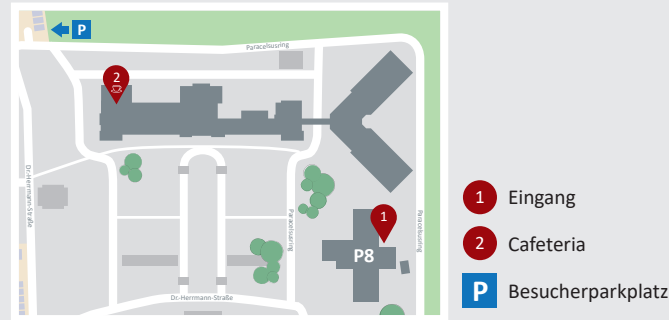 P
Paracelsusring
2
Dr.-Herrmann-Straße
1
Paracelsusring
Paracelsusring
P8
Dr.-Herrmann-Straße
1 Eingang
2 Cafeteria
P Besucherparkplatz